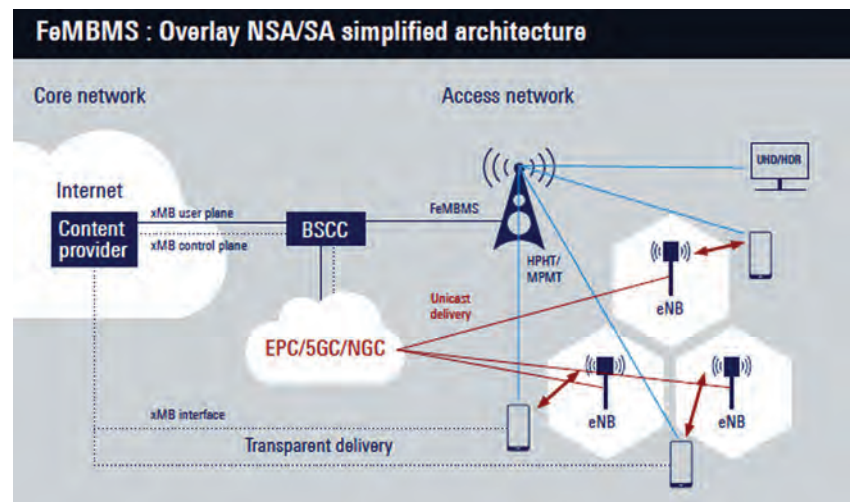 FeMBMS : Overlay NSA/SA simplified architecture
Core network
Access network
Internet
Content
provider
xMB user plane
xMB control plane
BSCC
FeMBMS
HPHT/
MPMT
UHD/HDR
Unicast
delivery
EPC/5GC/NGC
eNB
eNB
eNB
xMB interface
Transparent delivery